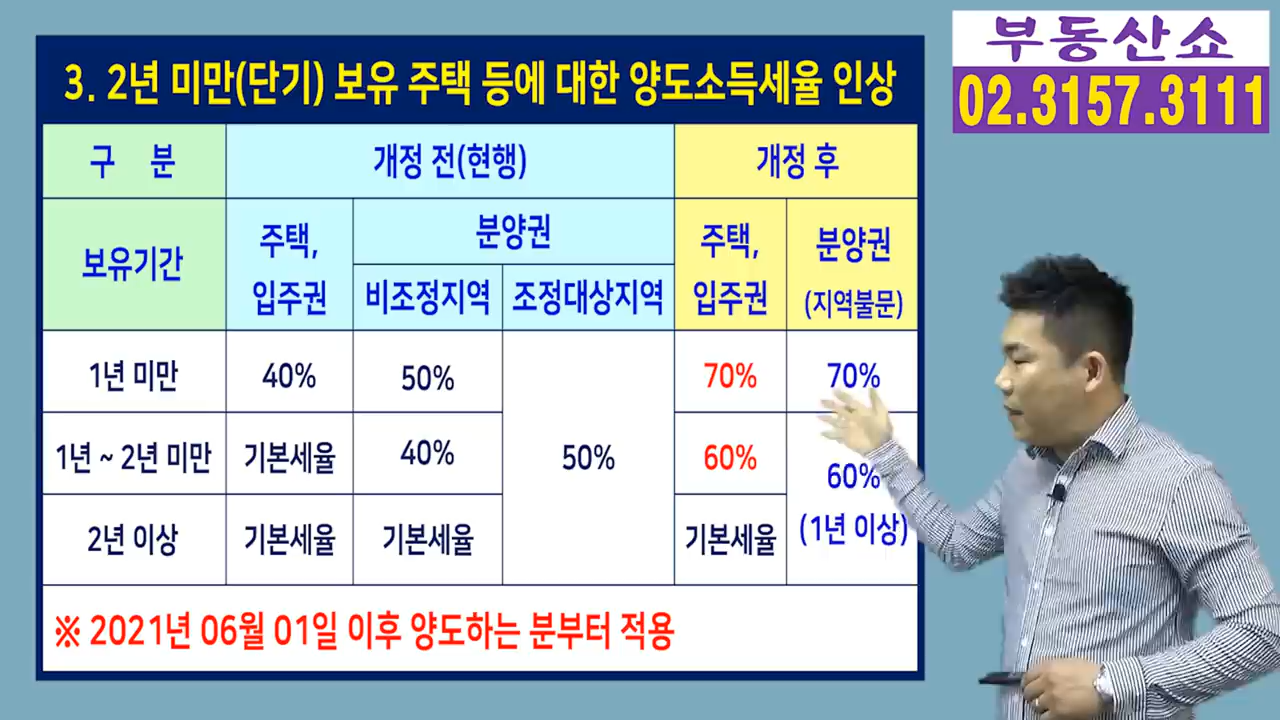 부동산쇼
02.3157.3111
3. 2년 미만(단기) 보유 주택 등에 대한 양도소득세율 인상
구 분 개정 전(현행) 개정 후
보유기간 주택, 입주권 분양권 주택, 입주권 분양권 (지역불문)
비조정지역 조정대상지역
1년 미만 40% 50% 50% 70% 70%
1년 ~ 2년 미만 기본세율 40% 60% 60% (1년 이상)
2년 이상 기본세율 기본세율 기본세율
※ 2021년 06월 01일 이후 양도하는 분부터 적용